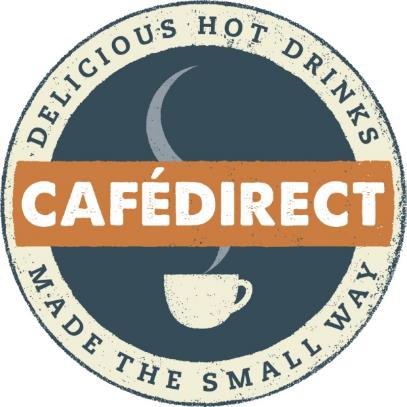 DELICIOUS HOT DRINKS
CAFÉDIRECT
MADE THE SMALL WAY